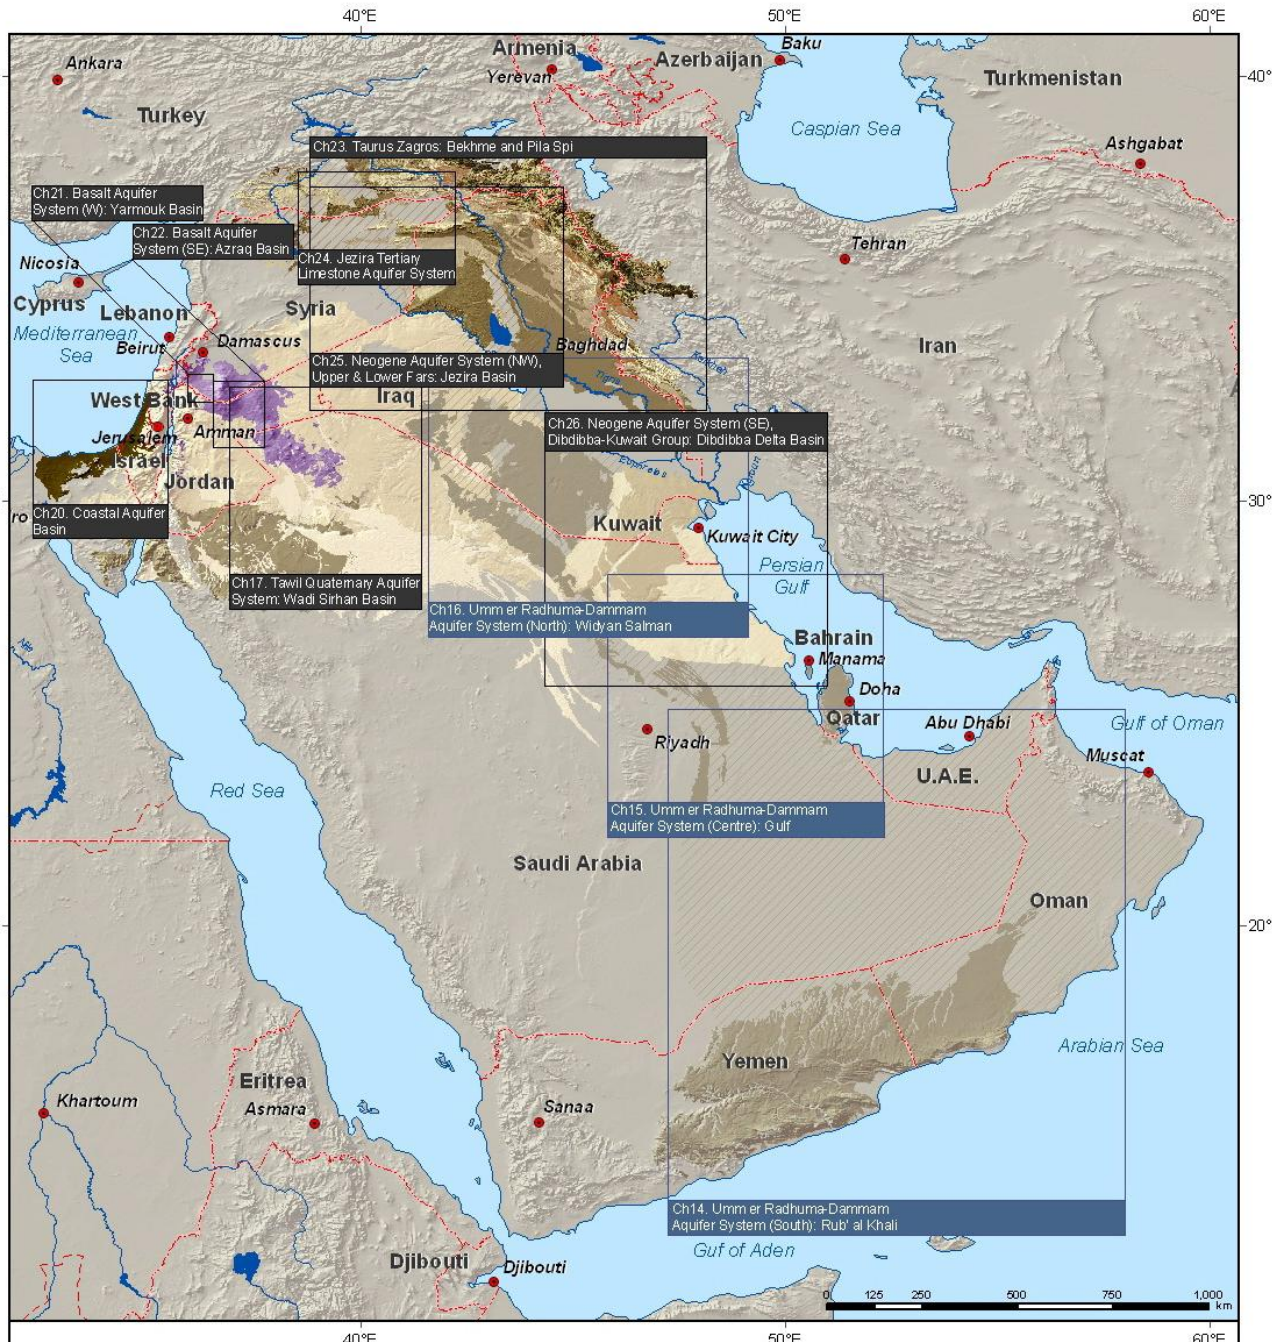 40°E
50°E
60°E
Ankara
Armenia
Yerevan
Azerbaijan
Baku
Turkmenistan
40°
Turkey
Caspian Sea
Ashgabat
Ch23. Taurus Zagros: Bekhme and Pila Spi
Ch21. Basalt Aquifer
System (W): Yarmouk Basin
Ch22. Basalt Aquifer
System (SE): Azraq Basin
Tehran
Nicosia
Ch24. Jezira Tertiary
Limestone Aquifer System
Cyprus
Lebanon
Syria
Mediterranean
Sea
Beirut
Damascus
Baghdad
Iran
Ch25. Neogene Aquifer System (NW),
Upper & Lower Fars: Jezira Basin
Karkheh
Tigris
West Bank
Iraq
Ch26. Neogene Aquifer System (SE),
Dibdibba-Kuwait Group: Dibdibba Delta Basin
Jerusalem
Amman
Israel
Euphrates
Jordan
30°
ro
Ch20. Coastal Aquifer
Basin
Kuwait
Kuwait City
Persian
Gulf
Ch17. Tawil Quaternary Aquifer
System: Wadi Sirhan Basin
Ch16. Umm er Radhuma-Dammam
Aquifer System (North): Widyan Salman
Bahrain
Manama
Doha
Qatar
Abu Dhabi
Gulf of Oman
Riyadh
Muscat
U.A.E.
Red Sea
Ch15. Umm er Radhuma-Dammam
Aquifer System (Centre): Gulf
Saudi Arabia
Oman
20°
Arabian Sea
Yemen
Eritrea
Khartoum
Asmara
Sanaa
Ch14. Umm er Radhuma-Dammam
Aquifer System (South): Rub' al Khali
Guf of Aden
Djibouti
Djibouti
0 125 250 500 750 1,000
km
40°E
50°E
60°E